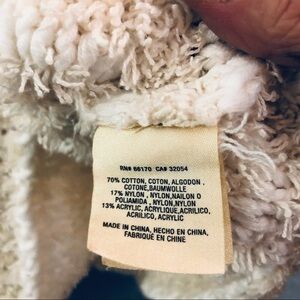 RN# 66170 CA# 32054
70% COTTON, COTON, ALGODON,
COTONE,BAUMWOLLE
17% NYLON, NYLON,NAILON O
POLIAMIDA, NYLON,NYLON
13% ACRYLIC, ACRYLIQUE,ACRILICO,
ACRILICO, ACRYLIC
MADE IN CHINA, HECHO EN CHINA,
FABRIQUÉ EN CHINE